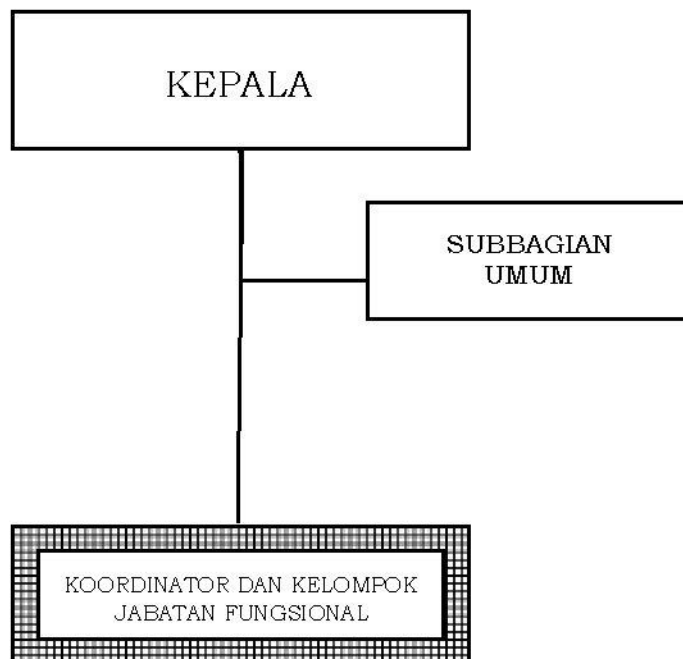 KEPALA
SUBBAGIAN
UMUM
KOORDINATOR DAN KELOMPOK
JABATAN FUNGSIONAL